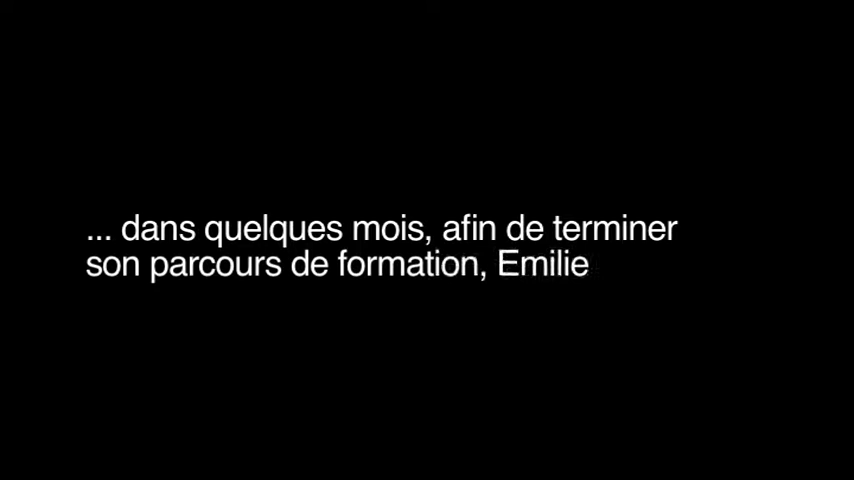 ... dans quelques mois, afin de terminer
son parcours de formation, Emilie